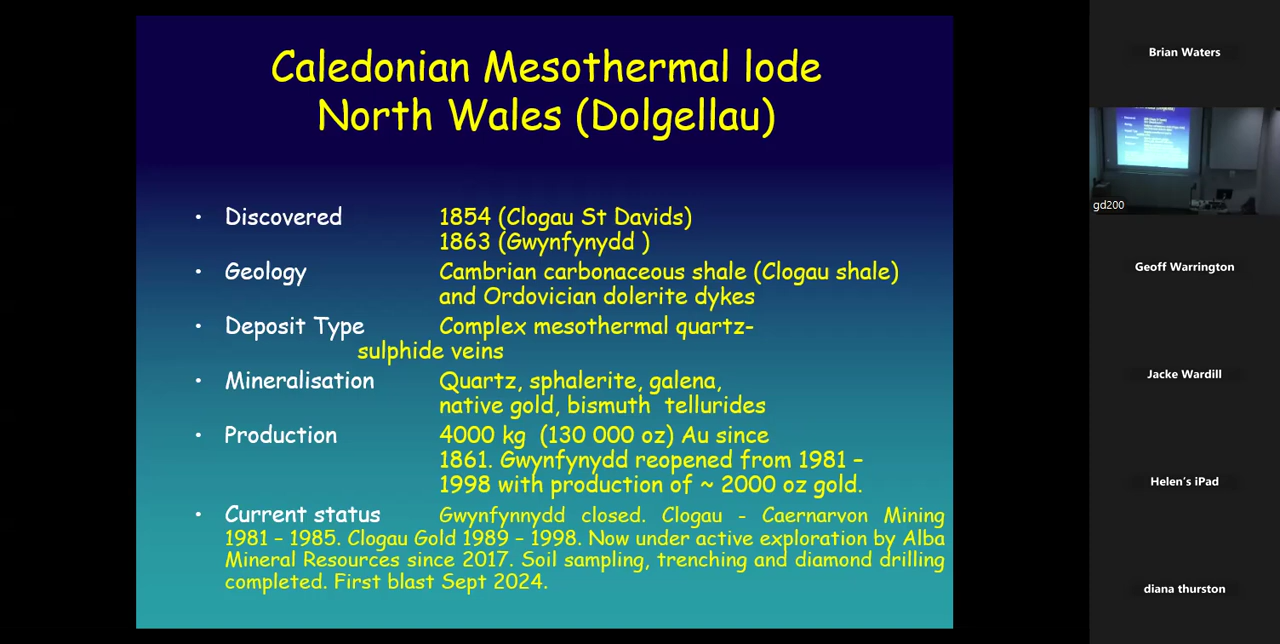 Caledonian Mesothermal lode
North Wales (Dolgellau)
• Discovered 1854 (Clogau St Davids)
1863 (Gwynfynydd )
• Geology Cambrian carbonaceous shale (Clogau shale)
and Ordovician dolerite dykes
• Deposit Type Complex mesothermal quartz-
sulphide veins
• Mineralisation Quartz, sphalerite, galena,
native gold, bismuth tellurides
• Production 4000 kg (130 000 oz) Au since
1861. Gwynfynydd reopened from 1981 –
1998 with production of ~ 2000 oz gold.
• Current status Gwynfynnydd closed. Clogau - Caernarvon Mining
1981 – 1985. Clogau Gold 1989 – 1998. Now under active exploration by Alba
Mineral Resources since 2017. Soil sampling, trenching and diamond drilling
completed. First blast Sept 2024.
Brian Waters
gd200
Geoff Warrington
Jacke Wardill
Helen's iPad
diana thurston